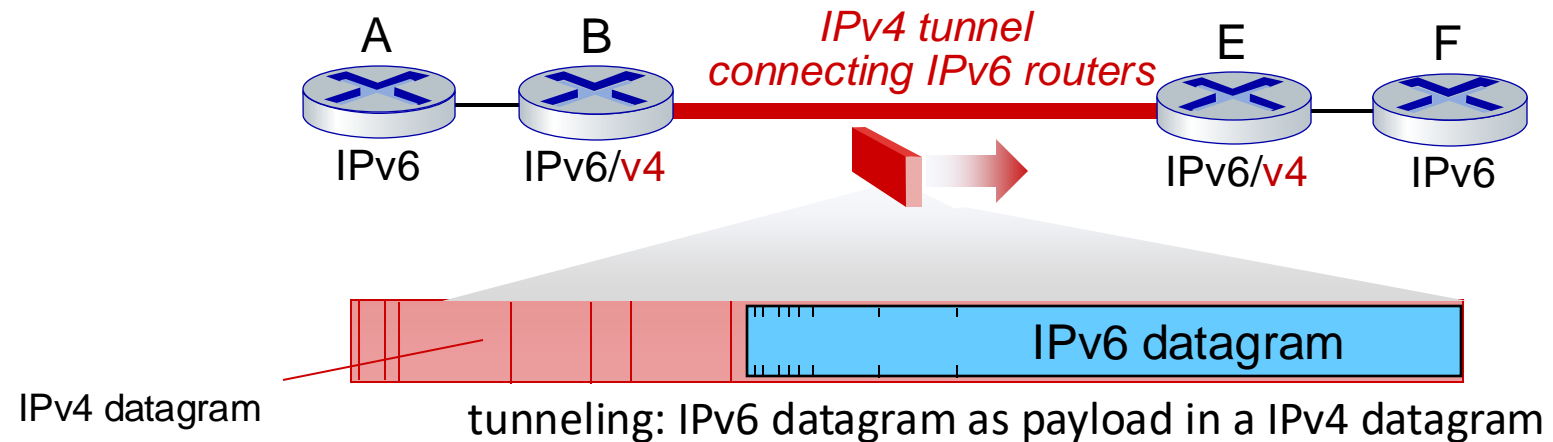 A
B
IPv4 tunnel
connecting IPv6 routers
E
F
IPv6
IPv6/v4
IPv6/v4
IPv6
IPv6 datagram
IPv4 datagram
tunneling: IPv6 datagram as payload in a IPv4 datagram